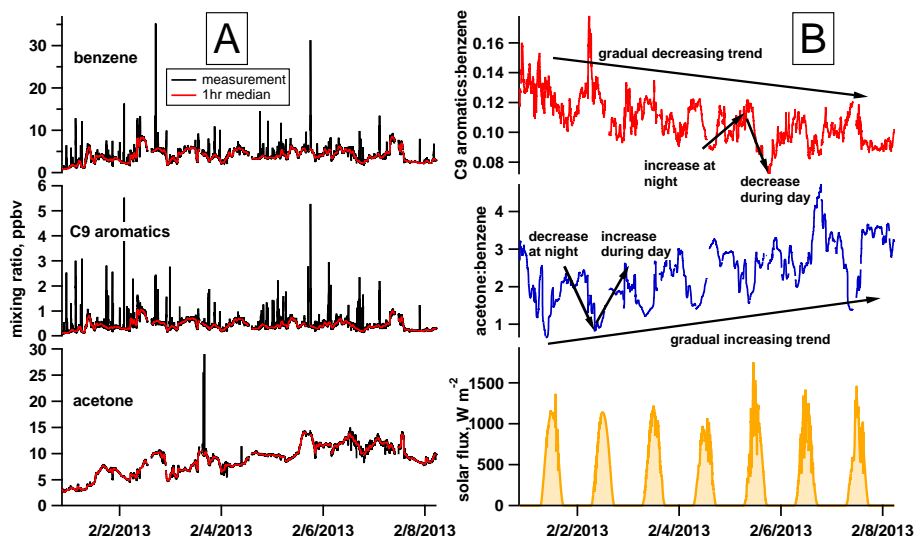 A
benzene
measurement
1hr median
35
30
25
20
15
10
5
0
C9 aromatics
6
5
4
3
2
1
0
mixing ratio, ppbv
acetone
30
25
20
15
10
5
0
2/2/2013 2/4/2013 2/6/2013 2/8/2013
B
gradual decreasing trend
0.16
0.14
0.12
0.10
0.08
C9 aromatics:benzene
increase at
night
decrease
during day
4
3
2
1
acetone:benzene
decrease
at night
increase
during day
gradual increasing trend
1500
1000
500
0
solar flux, W m-2
2/2/2013 2/4/2013 2/6/2013 2/8/2013